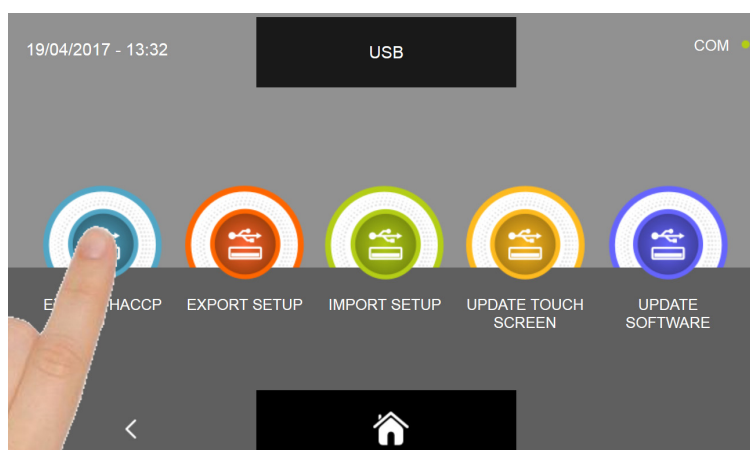 19/04/2017 - 13:32
USB
COM
HACCP
EXPORT SETUP
IMPORT SETUP
UPDATE TOUCH
SCREEN
UPDATE
SOFTWARE